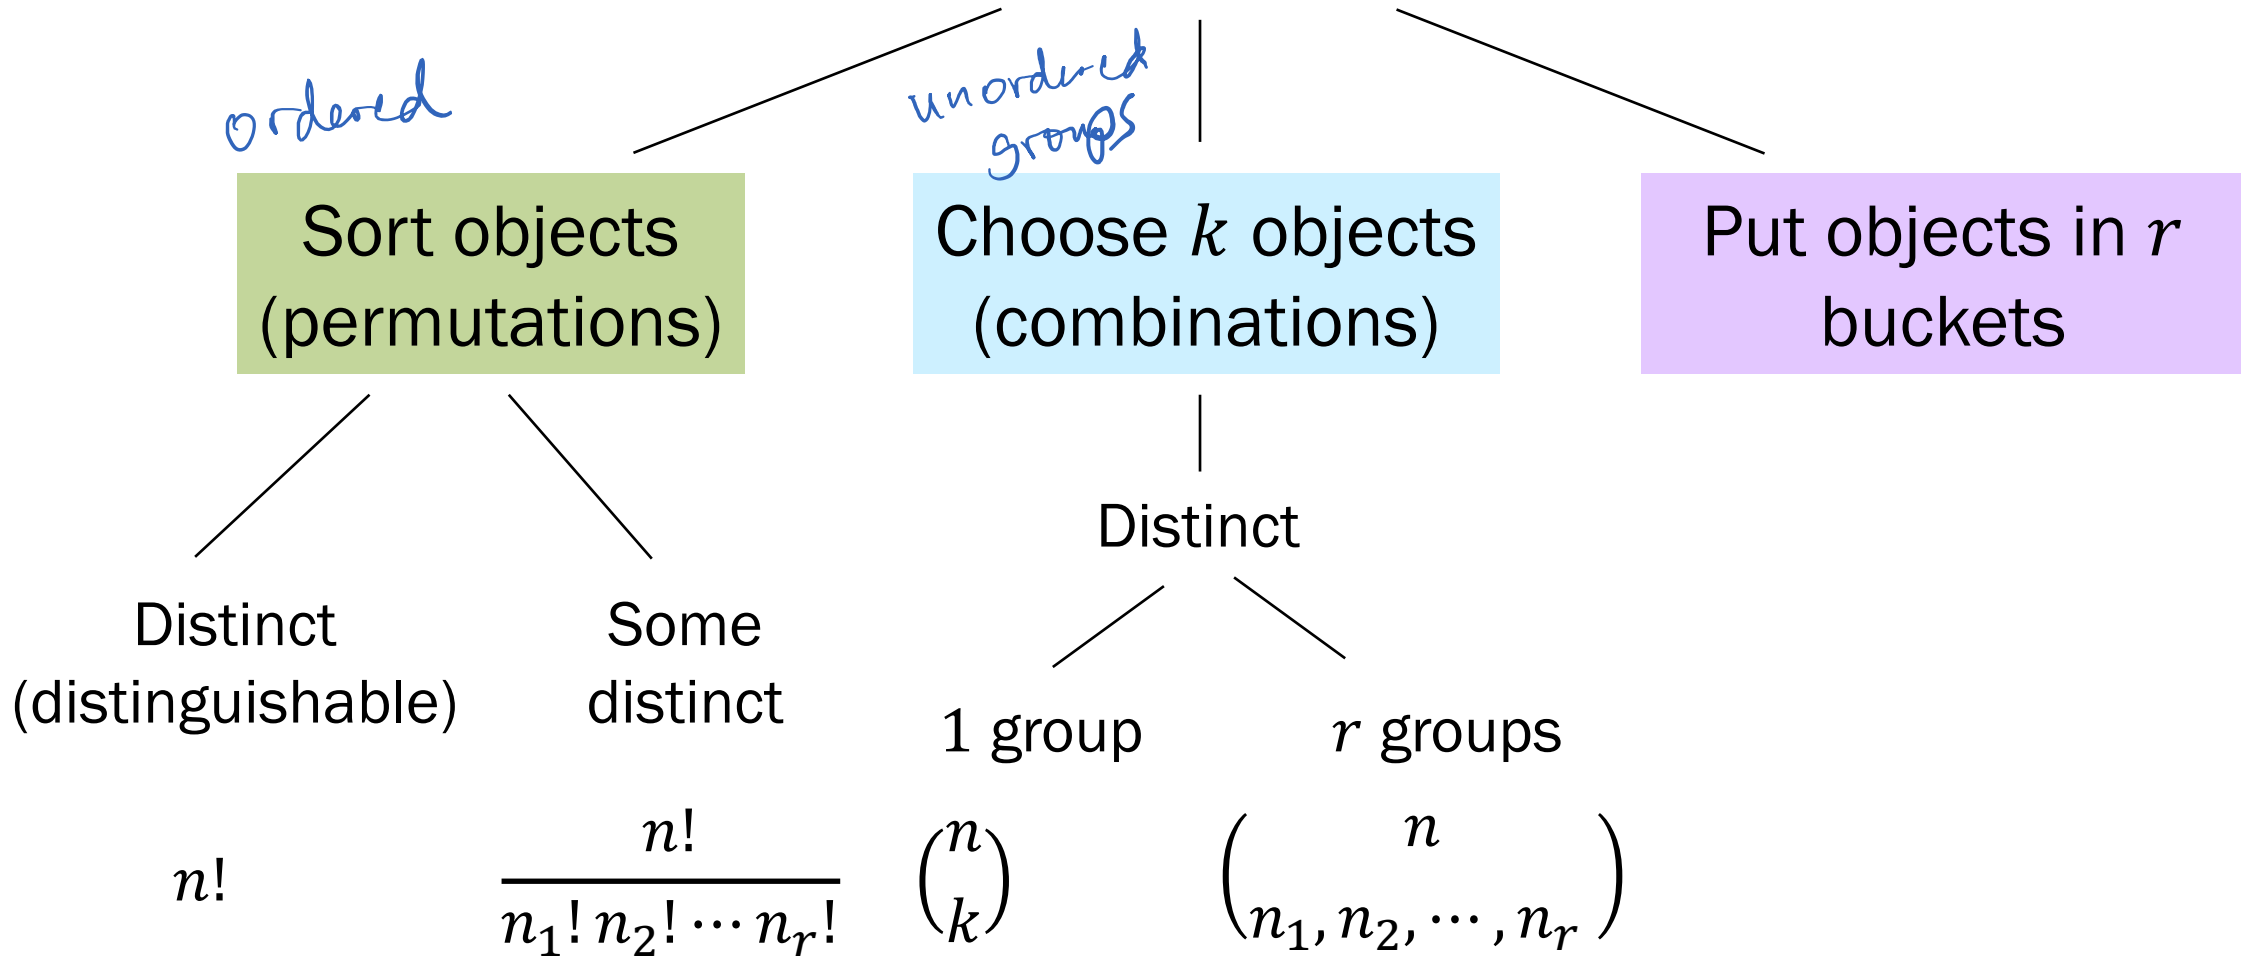 ordered
unordered
groups
Sort objects
(permutations)
Choose k objects
(combinations)
Put objects in r
buckets
Distinct
(distinguishable)
Some
distinct
Distinct
1 group
r groups
n!
n!
n₁! n₂! ⋯ nᵣ!
(n
k)
(n
n₁, n₂, ⋯ , nᵣ)